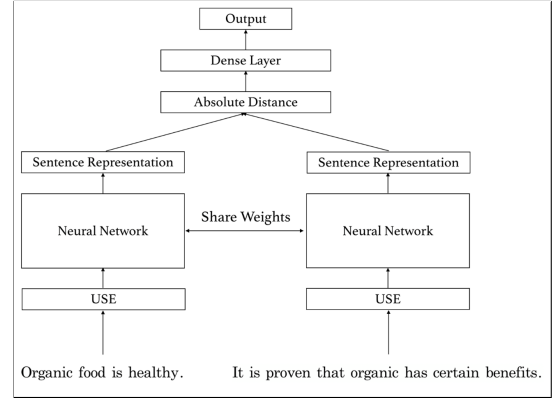 Output
Dense Layer
Absolute Distance
Sentence Representation
Sentence Representation
Neural Network
Share Weights
Neural Network
USE
USE
Organic food is healthy.
It is proven that organic has certain benefits.